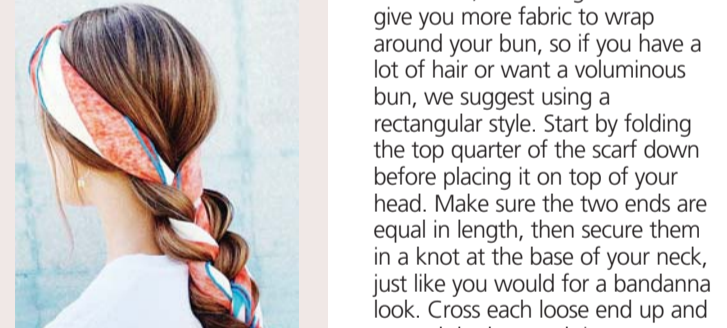 give you more fabric to wrap
around your bun, so if you have a
lot of hair or want a voluminous
bun, we suggest using a
rectangular style. Start by folding
the top quarter of the scarf down
before placing it on top of your
head. Make sure the two ends are
equal in length, then secure them
in a knot at the base of your neck,
just like you would for a bandanna
look. Cross each loose end up and